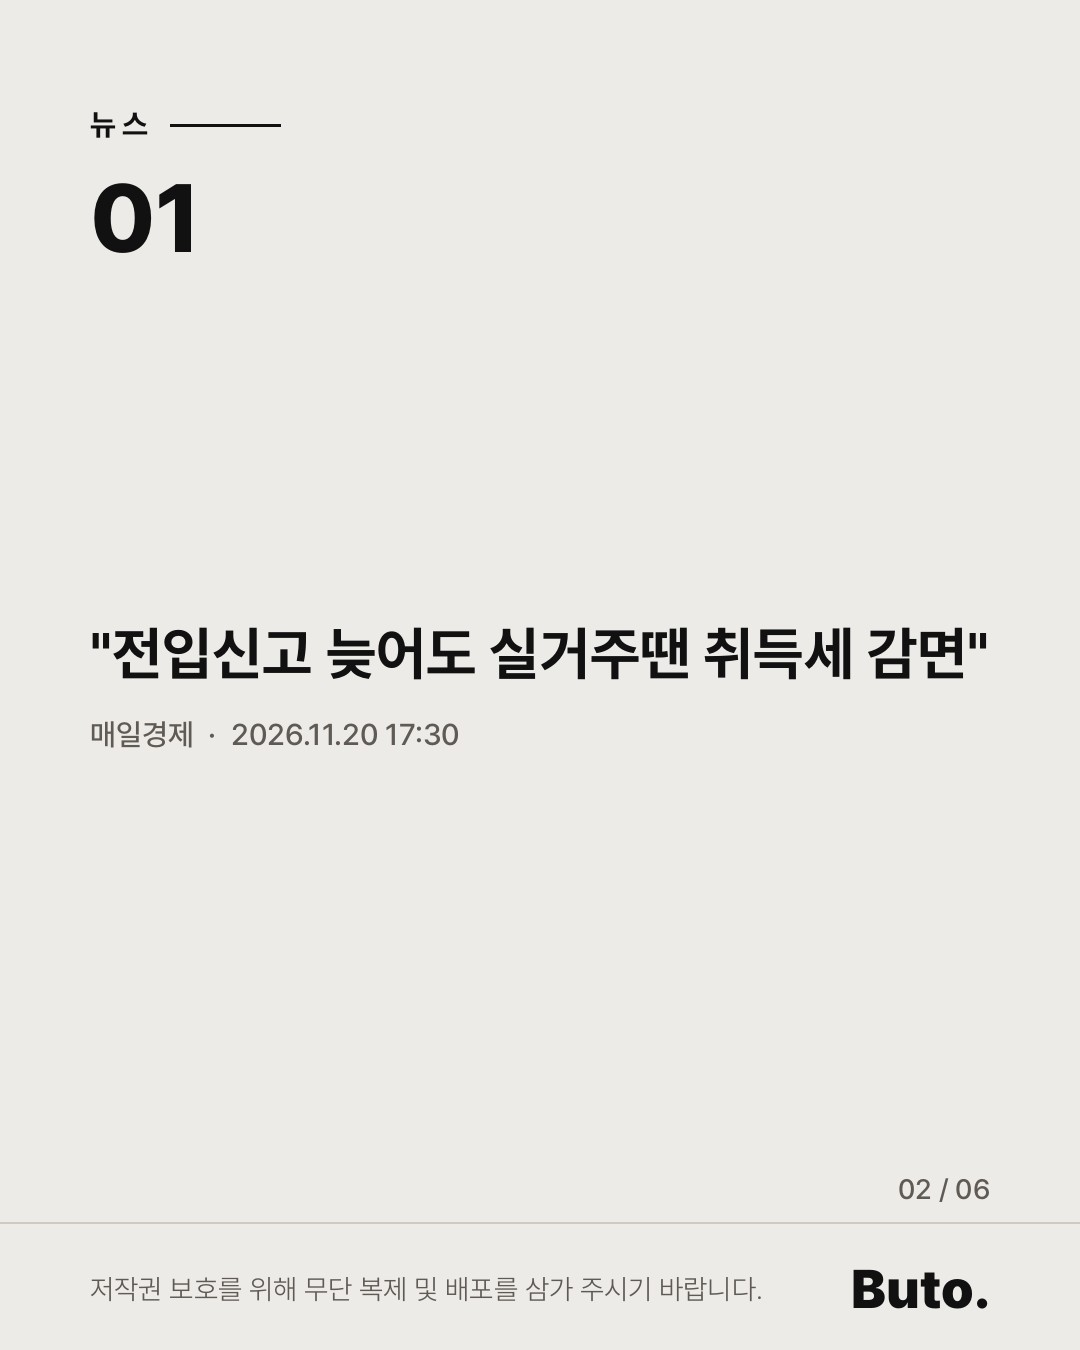 뉴스
01
"전입신고 늦어도 실거주땐 취득세 감면"
매일경제 · 2026.11.20 17:30
02 / 06
저작권 보호를 위해 무단 복제 및 배포를 삼가 주시기 바랍니다.
Buto.